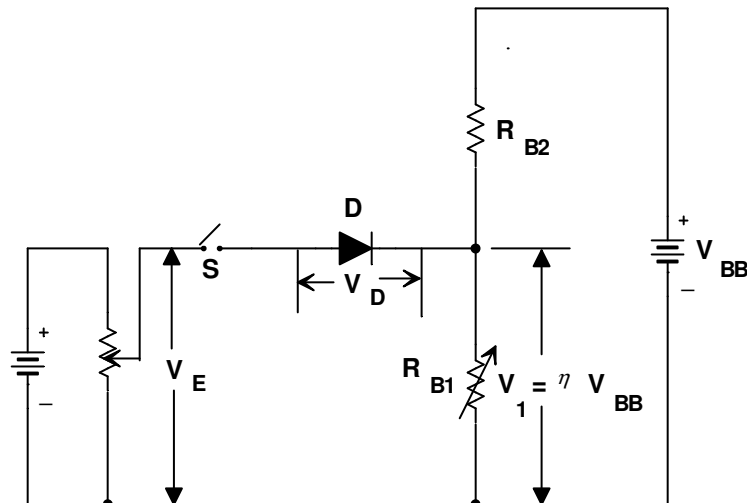 R B2
D
+
V BB
–
S
V D
+
–
V E
R B1
V 1 = η V BB